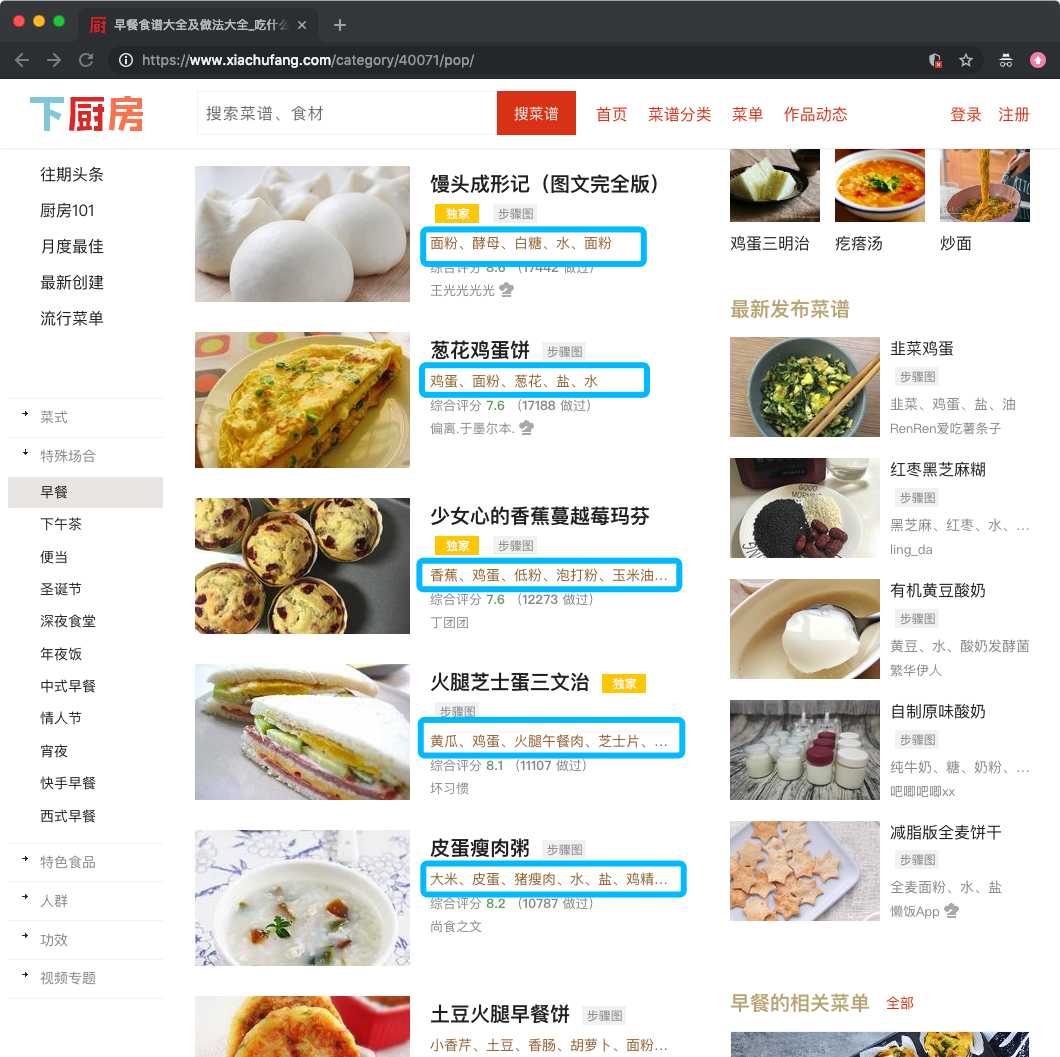 早餐食谱大全及做法大全_吃什么
https://www.xiachufang.com/category/40071/pop/
下厨房
搜索菜谱、食材
搜菜谱
首页
菜谱分类
菜单
作品动态
登录
注册
往期头条
厨房101
月度最佳
最新创建
流行菜单
菜式
特殊场合
早餐
下午茶
便当
圣诞节
深夜食堂
年夜饭
中式早餐
情人节
宵夜
快手早餐
西式早餐
特色食品
人群
功效
视频专题
馒头成形记（图文完全版）
独家 步骤图
面粉、酵母、白糖、水、面粉
综合评分 8.6 （17442 做过）
王光光光光
葱花鸡蛋饼 步骤图
鸡蛋、面粉、葱花、盐、水
综合评分 7.6 （17188 做过）
偏离.于墨尔本.
少女心的香蕉蔓越莓玛芬
独家 步骤图
香蕉、鸡蛋、低粉、泡打粉、玉米油…
综合评分 7.6 （12273 做过）
丁团团
火腿芝士蛋三文治 独家
步骤图
黄瓜、鸡蛋、火腿午餐肉、芝士片、…
综合评分 8.1 （11107 做过）
坏习惯
皮蛋瘦肉粥 步骤图
大米、皮蛋、猪瘦肉、水、盐、鸡精…
综合评分 8.2 （10787 做过）
尚食之文
土豆火腿早餐饼 步骤图
小香芹、土豆、香肠、胡萝卜、面粉…
鸡蛋三明治
疙瘩汤
炒面
最新发布菜谱
韭菜鸡蛋
步骤图
韭菜、鸡蛋、盐、油
RenRen爱吃薯条子
红枣黑芝麻糊
步骤图
黑芝麻、红枣、水、…
ling_da
有机黄豆酸奶
步骤图
黄豆、水、酸奶发酵菌
繁华伊人
自制原味酸奶
步骤图
纯牛奶、糖、奶粉、…
吧唧吧唧xx
减脂版全麦饼干
步骤图
全麦面粉、水、盐
懒饭App
早餐的相关菜单 全部